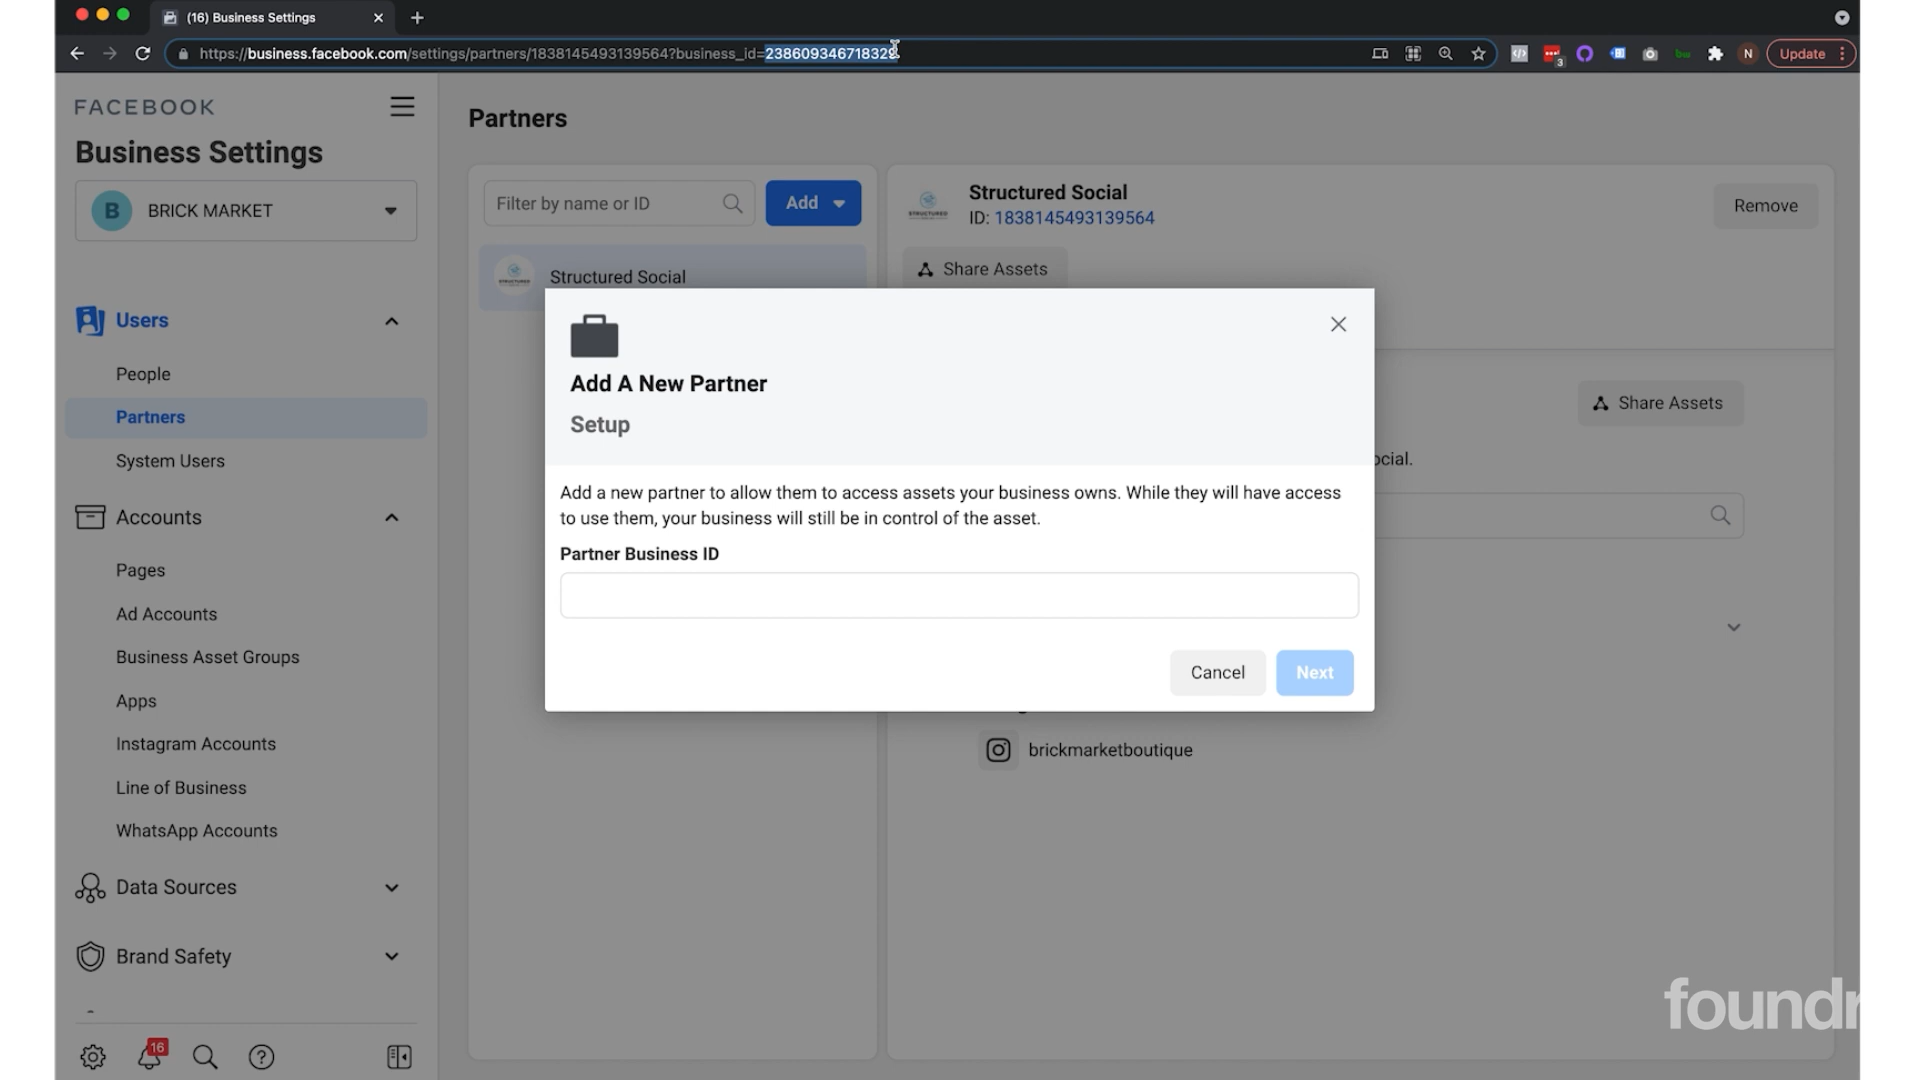 (16) Business Settings
https://business.facebook.com/settings/partners/1838145493139564?business_id=238609346718329
3
N
Update
FACEBOOK
Business Settings
B BRICK MARKET
Users
People
Partners
System Users
Accounts
Pages
Ad Accounts
Business Asset Groups
Apps
Instagram Accounts
Line of Business
WhatsApp Accounts
Data Sources
Brand Safety
16
Partners
Filter by name or ID
Add
Structured Social
STRUCTURED
Structured Social
ID: 1838145493139564
Remove
Share Assets
Share Assets
ocial.
Add A New Partner
Setup
Add a new partner to allow them to access assets your business owns. While they will have access
to use them, your business will still be in control of the asset.
Partner Business ID
Cancel
Next
brickmarketboutique
foundr